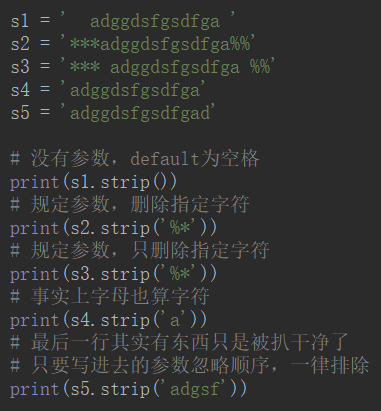 s1 = '  adggdsfgsdfga '
s2 = '***adggdsfgsdfga%%'
s3 = '*** adggdsfgsdfga %%'
s4 = 'adggdsfgsdfga'
s5 = 'adggdsfgsdfgad'

# 没有参数，default为空格
print(s1.strip())
# 规定参数，删除指定字符
print(s2.strip('%*'))
# 规定参数，只删除指定字符
print(s3.strip('%*'))
# 事实上字母也算字符
print(s4.strip('a'))
# 最后一行其实有东西只是被扒干净了
# 只要写进去的参数忽略顺序，一律排除
print(s5.strip('adgsf'))